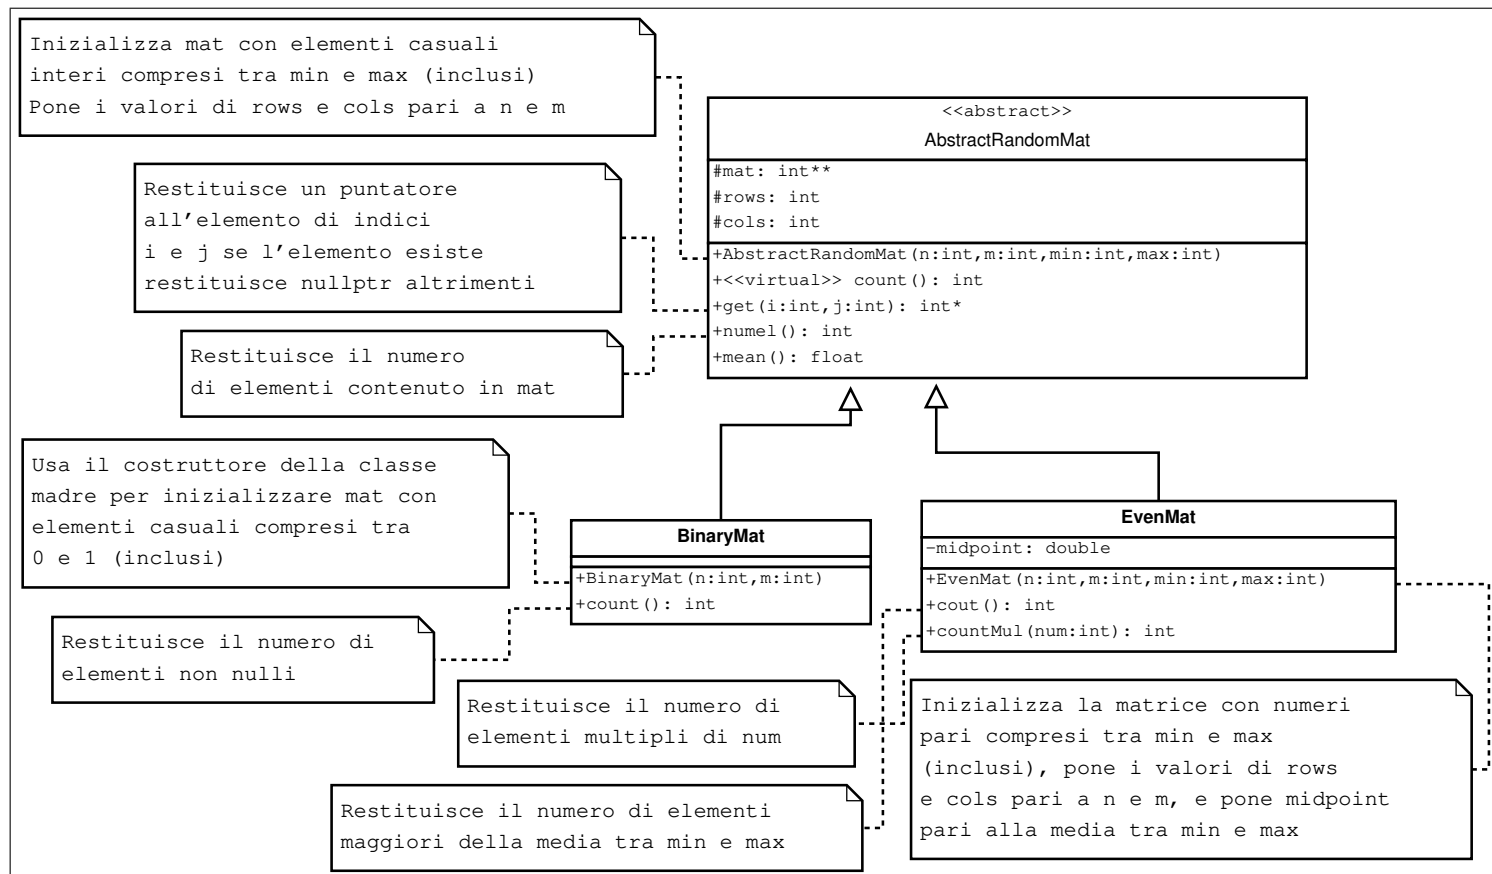 Inizializza mat con elementi casuali
interi compresi tra min e max (inclusi)
Pone i valori di rows e cols pari a n e m
<<abstract>>
AbstractRandomMat
#mat: int**
#rows: int
#cols: int
+AbstractRandomMat(n:int,m:int,min:int,max:int)
+<<virtual>> count(): int
+get(i:int,j:int): int*
+numel(): int
+mean(): float
Restituisce un puntatore
all'elemento di indici
i e j se l'elemento esiste
restituisce nullptr altrimenti
Restituisce il numero
di elementi contenuto in mat
Usa il costruttore della classe
madre per inizializzare mat con
elementi casuali compresi tra
0 e 1 (inclusi)
BinaryMat
+BinaryMat(n:int,m:int)
+count(): int
EvenMat
-midpoint: double
+EvenMat(n:int,m:int,min:int,max:int)
+cout(): int
+countMul(num:int): int
Restituisce il numero di
elementi non nulli
Restituisce il numero di
elementi multipli di num
Inizializza la matrice con numeri
pari compresi tra min e max
(inclusi), pone i valori di rows
e cols pari a n e m, e pone midpoint
pari alla media tra min e max
Restituisce il numero di elementi
maggiori della media tra min e max